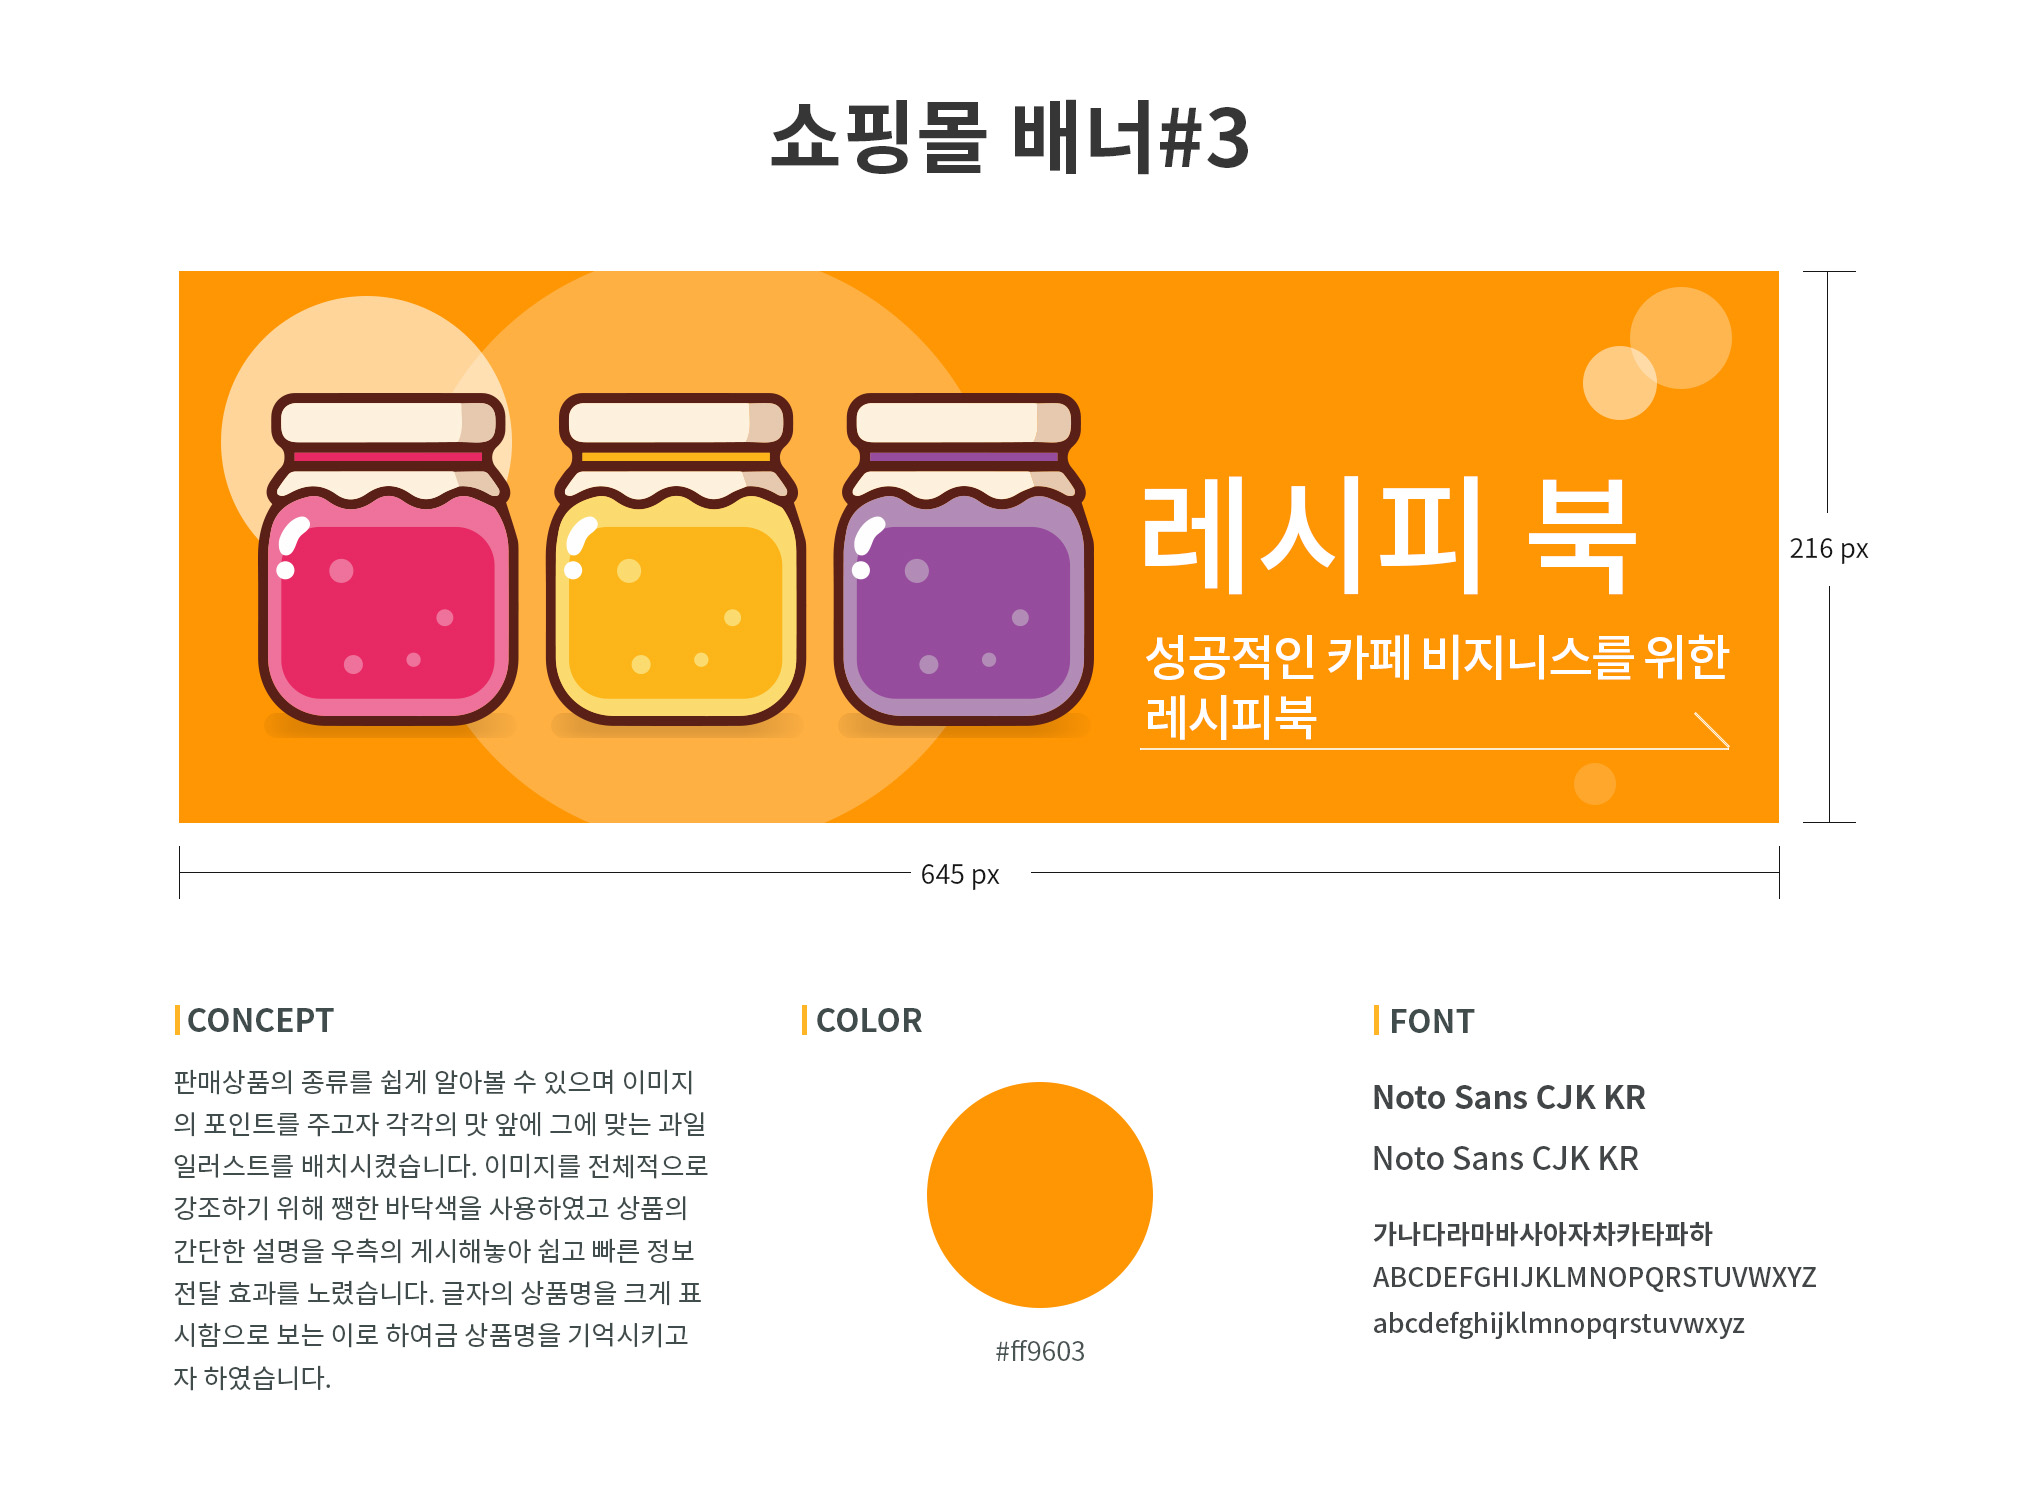 쇼핑몰 배너#3
레시피 북
성공적인 카페 비지니스를 위한
레시피북
216 px
645 px
CONCEPT
판매상품의 종류를 쉽게 알아볼 수 있으며 이미지
의 포인트를 주고자 각각의 맛 앞에 그에 맞는 과일
일러스트를 배치시켰습니다. 이미지를 전체적으로
강조하기 위해 쨍한 바닥색을 사용하였고 상품의
간단한 설명을 우측의 게시해놓아 쉽고 빠른 정보
전달 효과를 노렸습니다. 글자의 상품명을 크게 표
시함으로 보는 이로 하여금 상품명을 기억시키고
자 하였습니다.
COLOR
#ff9603
FONT
Noto Sans CJK KR
Noto Sans CJK KR
가나다라마바사아자차카타파하
ABCDEFGHIJKLMNOPQRSTUVWXYZ
abcdefghijklmnopqrstuvwxyz